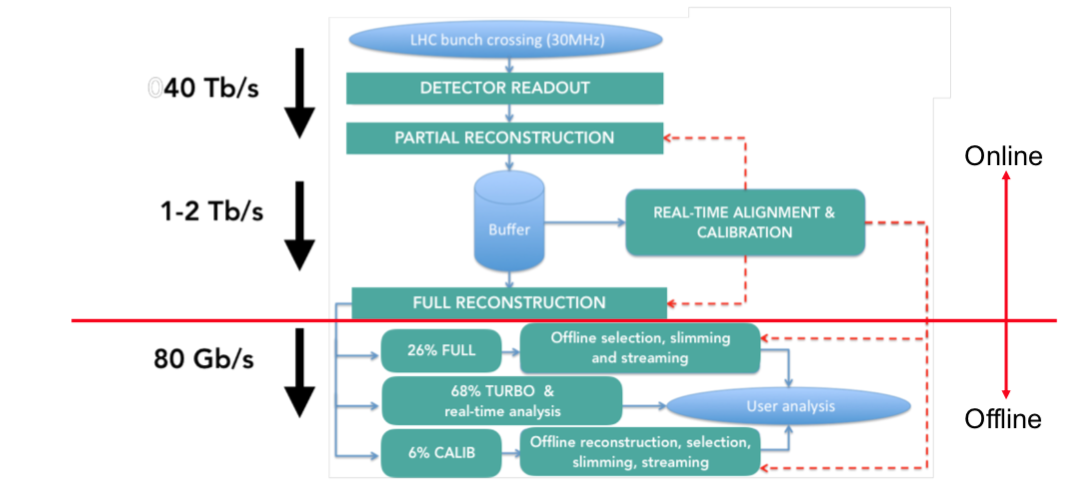 LHC bunch crossing (30MHz)
040 Tb/s
DETECTOR READOUT
PARTIAL RECONSTRUCTION
Online
1-2 Tb/s
Buffer
REAL-TIME ALIGNMENT &
CALIBRATION
FULL RECONSTRUCTION
80 Gb/s
26% FULL
Offline selection, slimming
and streaming
68% TURBO &
real-time analysis
User analysis
Offline
6% CALIB
Offline reconstruction, selection,
slimming, streaming